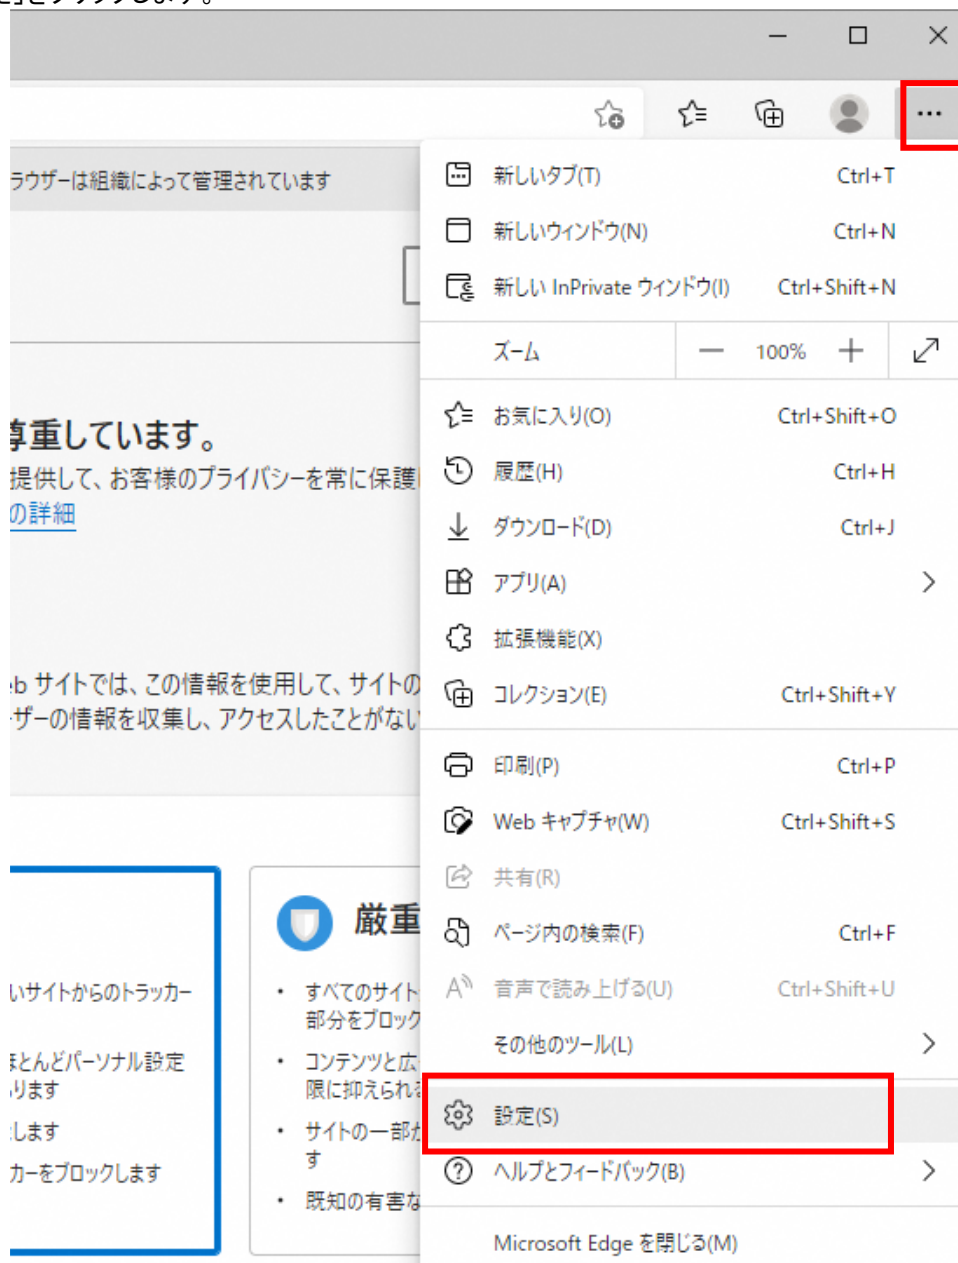 ]をクリックします。
ラウザーは組織によって管理されています
新しいタブ(T) Ctrl+T
新しいウィンドウ(N) Ctrl+N
新しい InPrivate ウィンドウ(I) Ctrl+Shift+N
ズーム 100%
お気に入り(O) Ctrl+Shift+O
履歴(H) Ctrl+H
ダウンロード(D) Ctrl+J
アプリ(A)
拡張機能(X)
コレクション(E) Ctrl+Shift+Y
印刷(P) Ctrl+P
Web キャプチャ(W) Ctrl+Shift+S
共有(R)
ページ内の検索(F) Ctrl+F
音声で読み上げる(U) Ctrl+Shift+U
その他のツール(L)
設定(S)
ヘルプとフィードバック(B)
Microsoft Edge を閉じる(M)
尊重しています。
提供して、お客様のプライバシーを常に保護
の詳細
eb サイトでは、この情報を使用して、サイトの
ーザーの情報を収集し、アクセスしたことがない
いサイトからのトラッカー
ほとんどパーソナル設定
ります
します
カーをブロックします
厳重
• すべてのサイト
部分をブロック
• コンテンツと広
限に抑えられ
• サイトの一部が
す
• 既知の有害な